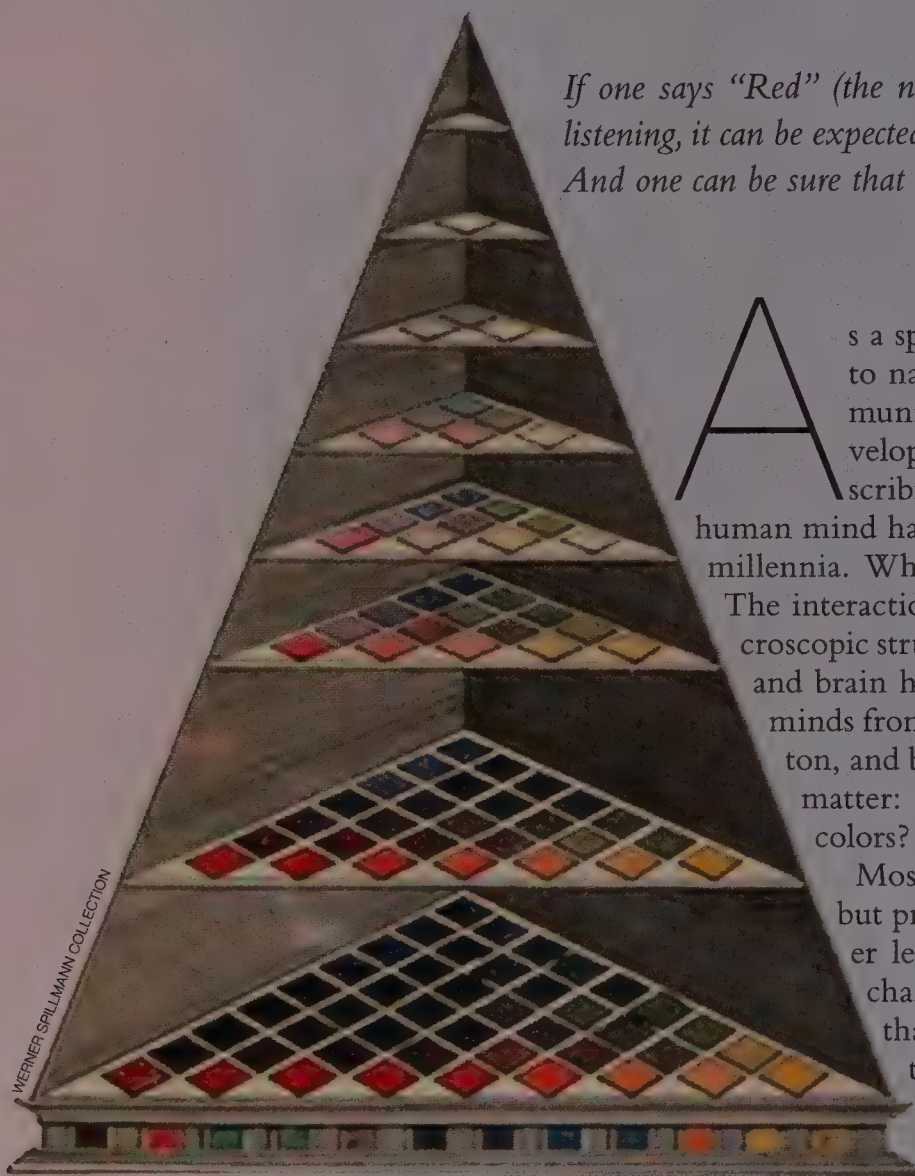 If one says “Red” (the n
listening, it can be expected
And one can be sure that
A
s a sp
to na
mun
velop
scrib
human mind ha
millennia. Wh
The interactio
croscopic stru
and brain h
minds from
ton, and b
matter:
colors?
Mos
but pr
er le
cha
tha
t
WERNER SPILLMANN COLLECTION